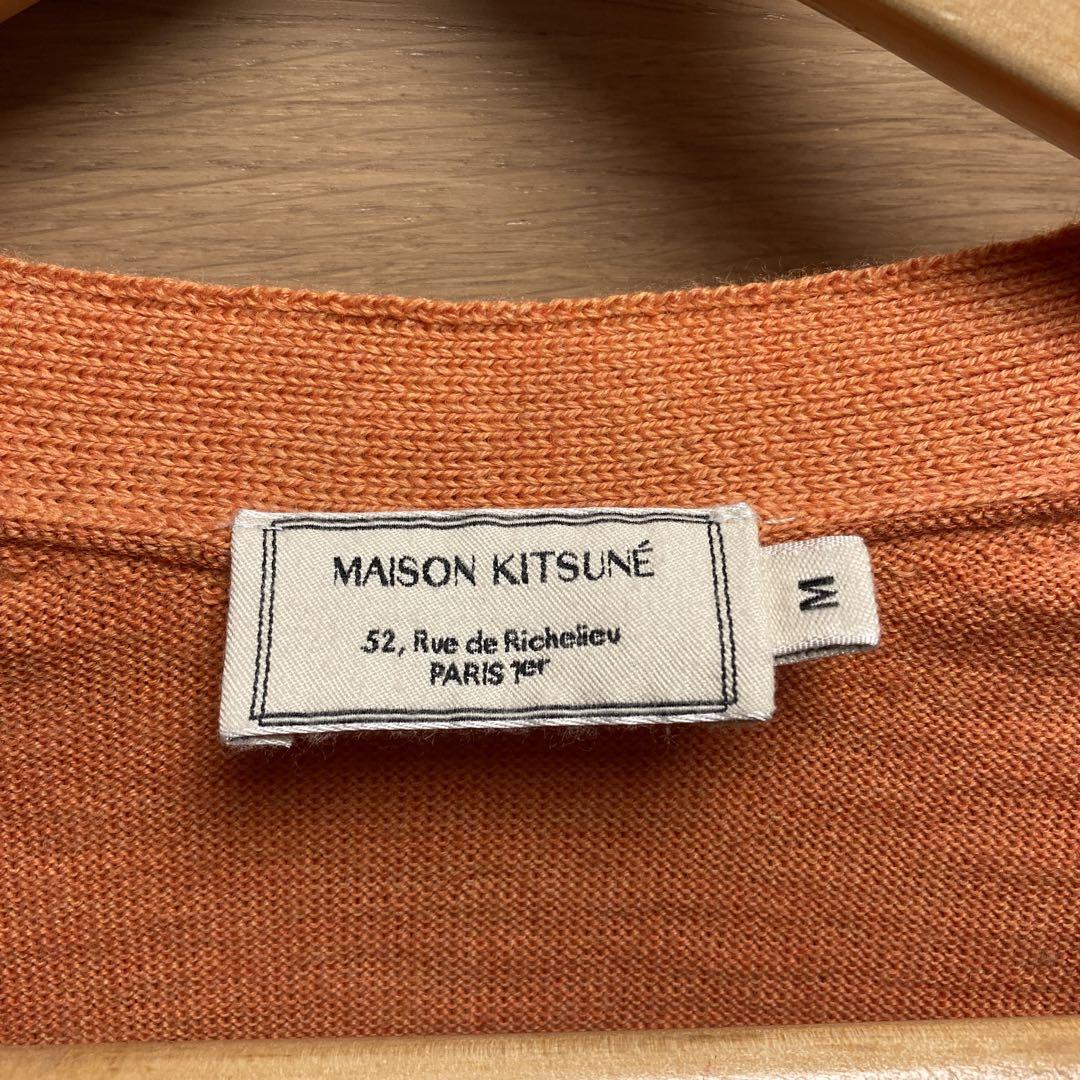 MAISON KITSUNÉ
52, Rue de Richelieu
PARIS 1er
M